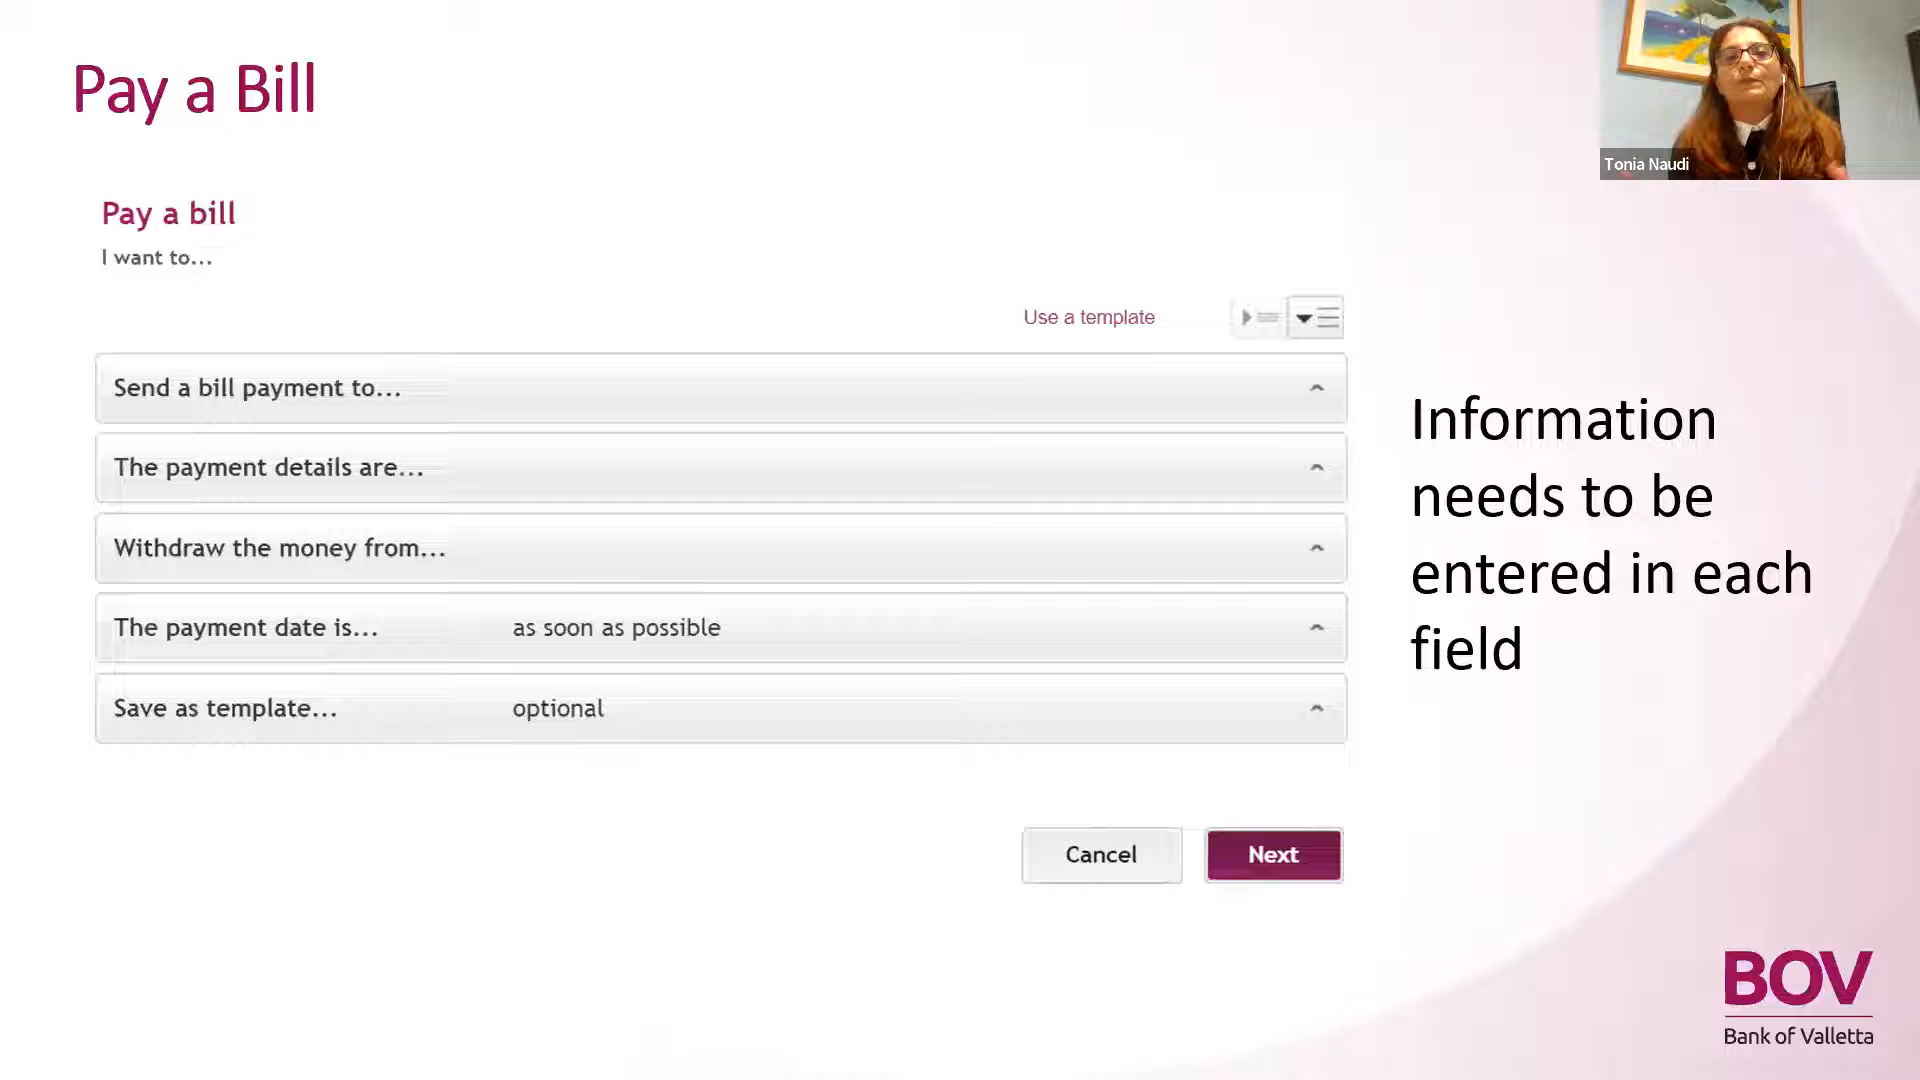 Pay a Bill
Tonia Naudi
Pay a bill
I want to...
Use a template
Send a bill payment to...
The payment details are...
Withdraw the money from...
The payment date is... as soon as possible
Save as template... optional
Information
needs to be
entered in each
field
Cancel Next
BOV
Bank of Valletta